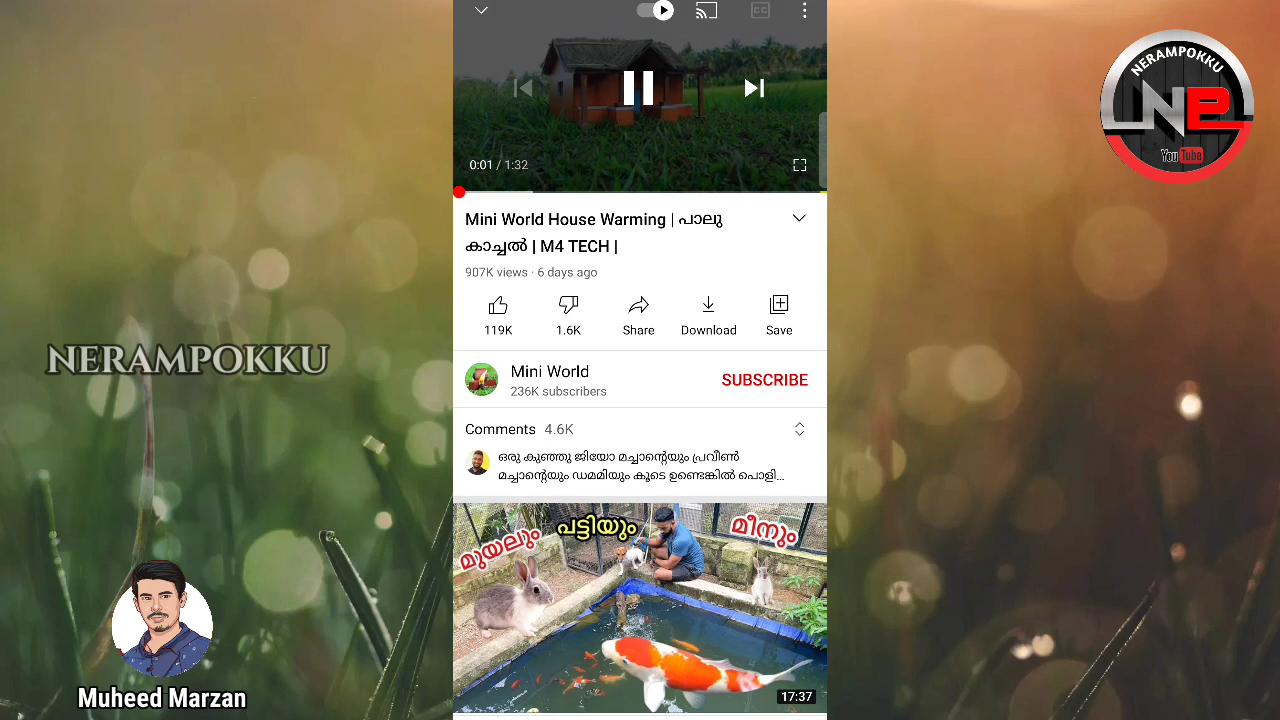 CC
0:01 / 1:32
Mini World House Warming | പാലു
കാച്ചൽ | M4 TECH |
907K views · 6 days ago
119K
1.6K
Share
Download
Save
Mini World
236K subscribers
SUBSCRIBE
Comments 4.6K
ഒരു കുഞ്ഞു ജിയോ മച്ചാന്റെയും പ്രവീൺ
മച്ചാന്റെയും ഡമ്മിയും കൂടെ ഉണ്ടെങ്കിൽ പൊളി...
മുയലും
പട്ടിയും
മീനും
17:37
NERAMPOKKU
Muheed Marzan
NERAMPOKKU
NP
YouTube